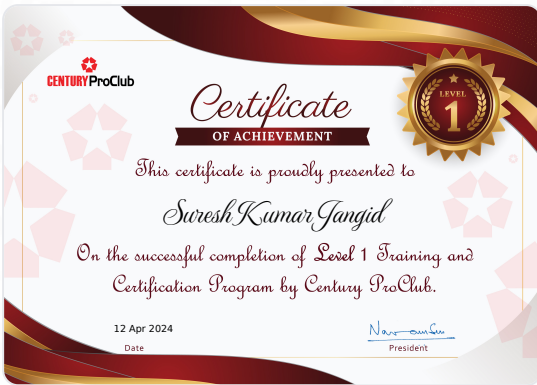 CENTURY ProClub
LEVEL
1
Certificate
OF ACHIEVEMENT
This certificate is proudly presented to
Suresh Kumar Jangid
On the successful completion of Level 1 Training and
Certification Program by Century ProClub.
12 Apr 2024
Date
President